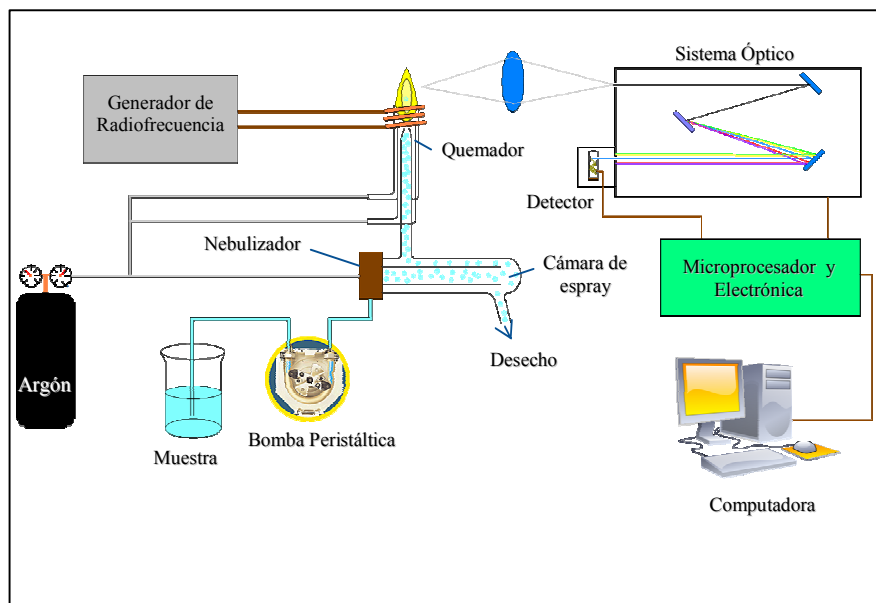 Sistema Óptico
Generador de
Radiofrecuencia
Quemador
Detector
Nebulizador
Cámara de
espray
Microprocesador y
Electrónica
Desecho
Argón
Bomba Peristáltica
Muestra
Computadora